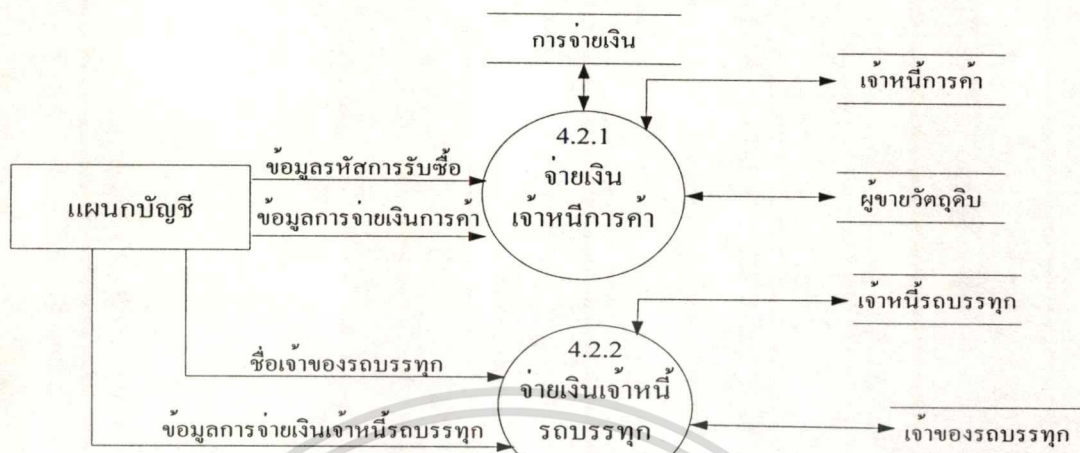 การจ่ายเงิน
เจ้าหนี้การค้า
4.2.1
จ่ายเงิน
เจ้าหนีการค้า
ข้อมูลรหัสการรับซื้อ
แผนกบัญชี
ข้อมูลการจ่ายเงินการค้า
ผู้ขายวัตถุดิบ
เจ้าหนี้รถบรรทุก
4.2.2
จ่ายเงินเจ้าหนี้
รถบรรทุก
ชื่อเจ้าของรถบรรทุก
ข้อมูลการจ่ายเงินเจ้าหนี้รถบรรทุก
เจ้าของรถบรรทุก